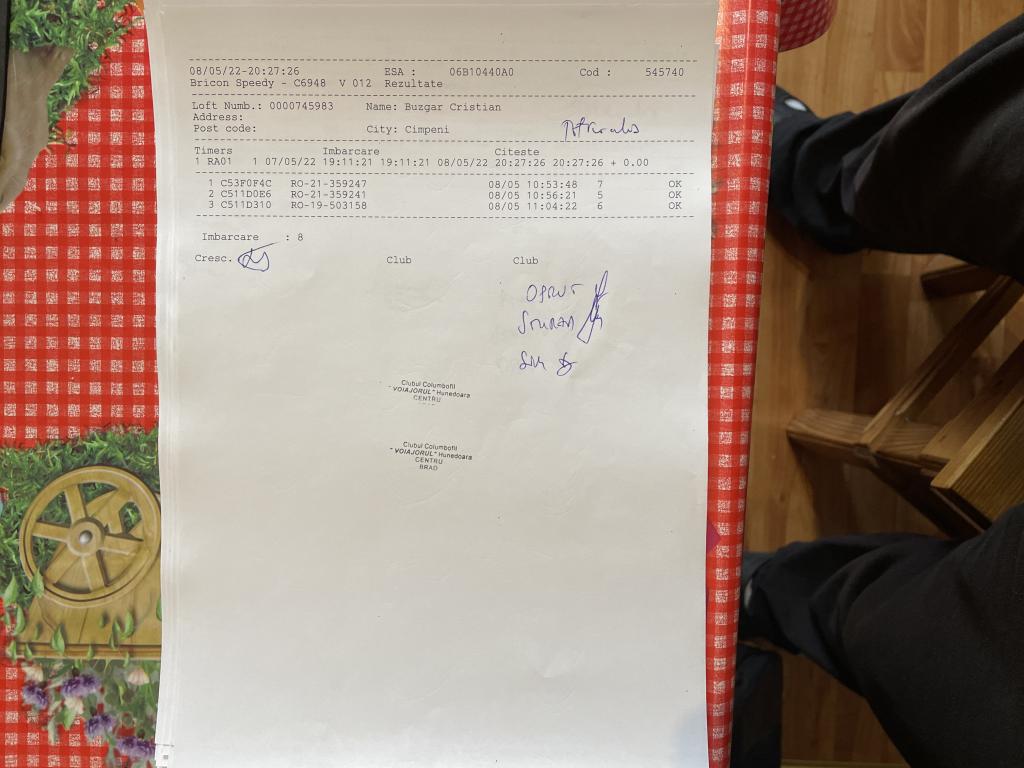 08/05/22-20:27:26 ESA : 06B10440A0 Cod : 545740
Bricon Speedy - C6948 V 012 Rezultate
Loft Numb.: 0000745983 Name: Buzgar Cristian
Address:
Post code: City: Cimpeni
Timers Imbarcare Citeste
1 RA01 1 07/05/22 19:11:21 19:11:21 08/05/22 20:27:26 20:27:26 + 0.00
1 C53F0F4C RO-21-359247 08/05 10:53:48 7 OK
2 C511D0E6 RO-21-359241 08/05 10:56:21 5 OK
3 C511D310 RO-19-503158 08/05 11:04:22 6 OK
Imbarcare : 8
Cresc. Club Club
Clubul Columbofil
"VOIAJORUL" Hunedoara
CENTRU
Clubul Columbofil
"VOIAJORUL" Hunedoara
CENTRU
BRAD